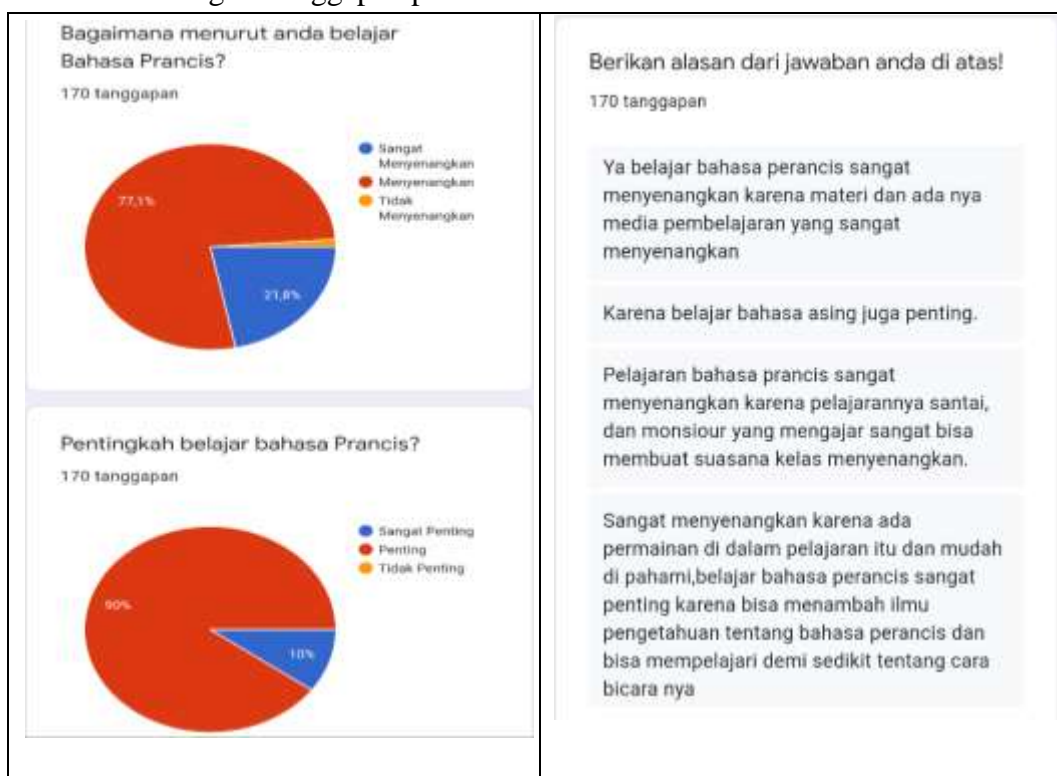 Bagaimana menurut anda belajar
Bahasa Prancis?
170 tanggapan
Sangat
Menyenangkan
Menyenangkan
Tidak
Menyenangkan
77,1%
21,8%
Pentingkah belajar bahasa Prancis?
170 tanggapan
Sangat Penting
Penting
Tidak Penting
90%
10%
Berikan alasan dari jawaban anda di atas!
170 tanggapan
Ya belajar bahasa perancis sangat
menyenangkan karena materi dan ada nya
media pembelajaran yang sangat
menyenangkan
Karena belajar bahasa asing juga penting.
Pelajaran bahasa prancis sangat
menyenangkan karena pelajarannya santai,
dan monsiour yang mengajar sangat bisa
membuat suasana kelas menyenangkan.
Sangat menyenangkan karena ada
permainan di dalam pelajaran itu dan mudah
di pahami,belajar bahasa perancis sangat
penting karena bisa menambah ilmu
pengetahuan tentang bahasa perancis dan
bisa mempelajari demi sedikit tentang cara
bicara nya